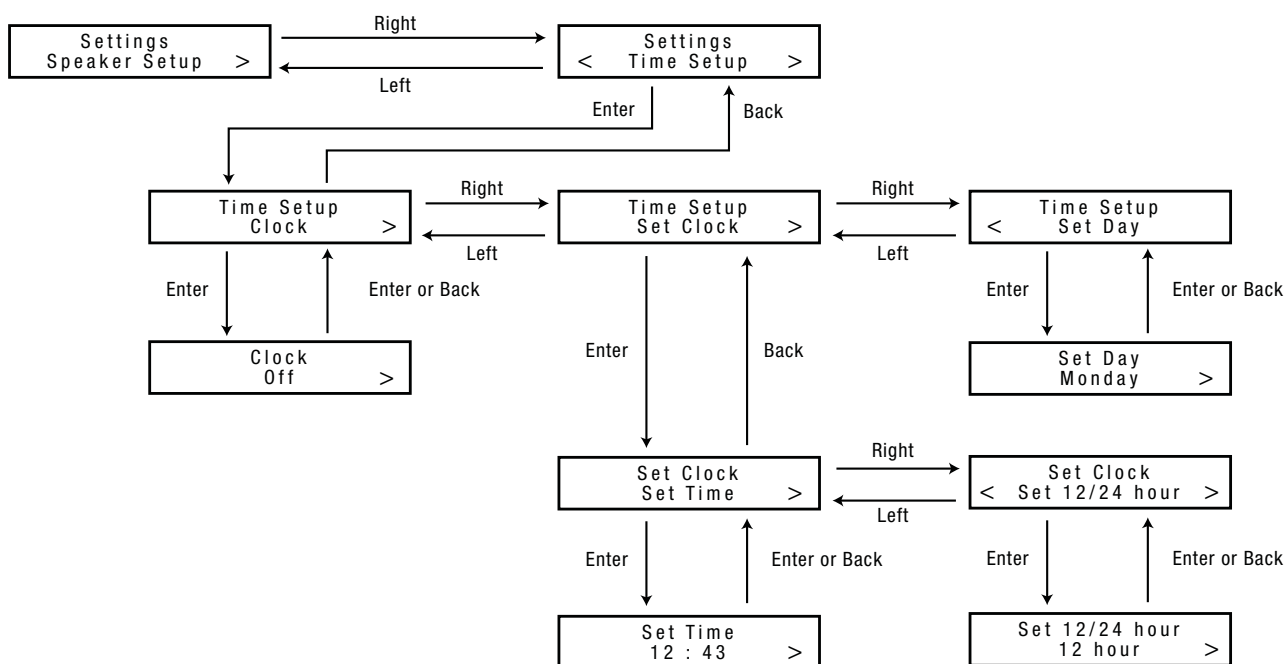 Right
Settings
Speaker Setup >
Settings
< Time Setup >
Left
Enter
Back
Time Setup
Clock >
Right
Left
Time Setup
Set Clock >
Right
Left
Time Setup
< Set Day
Enter
Enter or Back
Enter
Back
Enter
Enter or Back
Clock
Off >
Set Day
Monday >
Set Clock
Set Time >
Right
Left
Set Clock
< Set 12/24 hour >
Enter
Enter or Back
Enter
Enter or Back
Set Time
12 : 43 >
Set 12/24 hour
12 hour >